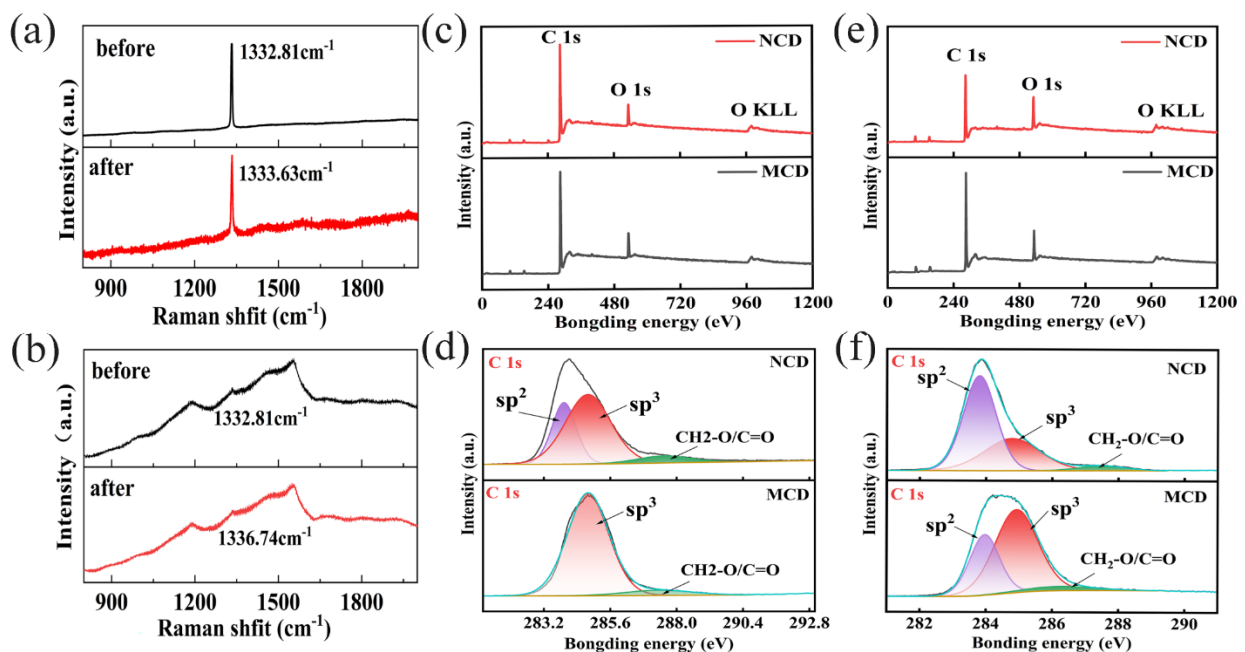 (a)
before
1332.81cm-1
after
1333.63cm-1
Intensity (a.u.)
900 1200 1500 1800
Raman shfit (cm-1)
(b)
before
1332.81cm-1
after
1336.74cm-1
Intensity（a.u.）
900 1200 1500 1800
Raman shfit (cm-1)
(c)
C 1s
NCD
O 1s
O KLL
MCD
Intensity (a.u.)
0 240 480 720 960 1200
Bongding energy (eV)
(d)
C 1s
NCD
sp2
sp3
CH2-O/C=O
C 1s
MCD
sp3
CH2-O/C=O
Intensity (a.u.)
283.2 285.6 288.0 290.4 292.8
Bongding energy (eV)
(e)
NCD
C 1s
O 1s
O KLL
MCD
Intensity (a.u.)
0 240 480 720 960 1200
Bongding energy (eV)
(f)
C 1s
NCD
sp2
sp3
CH2-O/C=O
C 1s
MCD
sp2
sp3
CH2-O/C=O
Intensity (a.u.)
282 284 286 288 290
Bongding energy (eV)